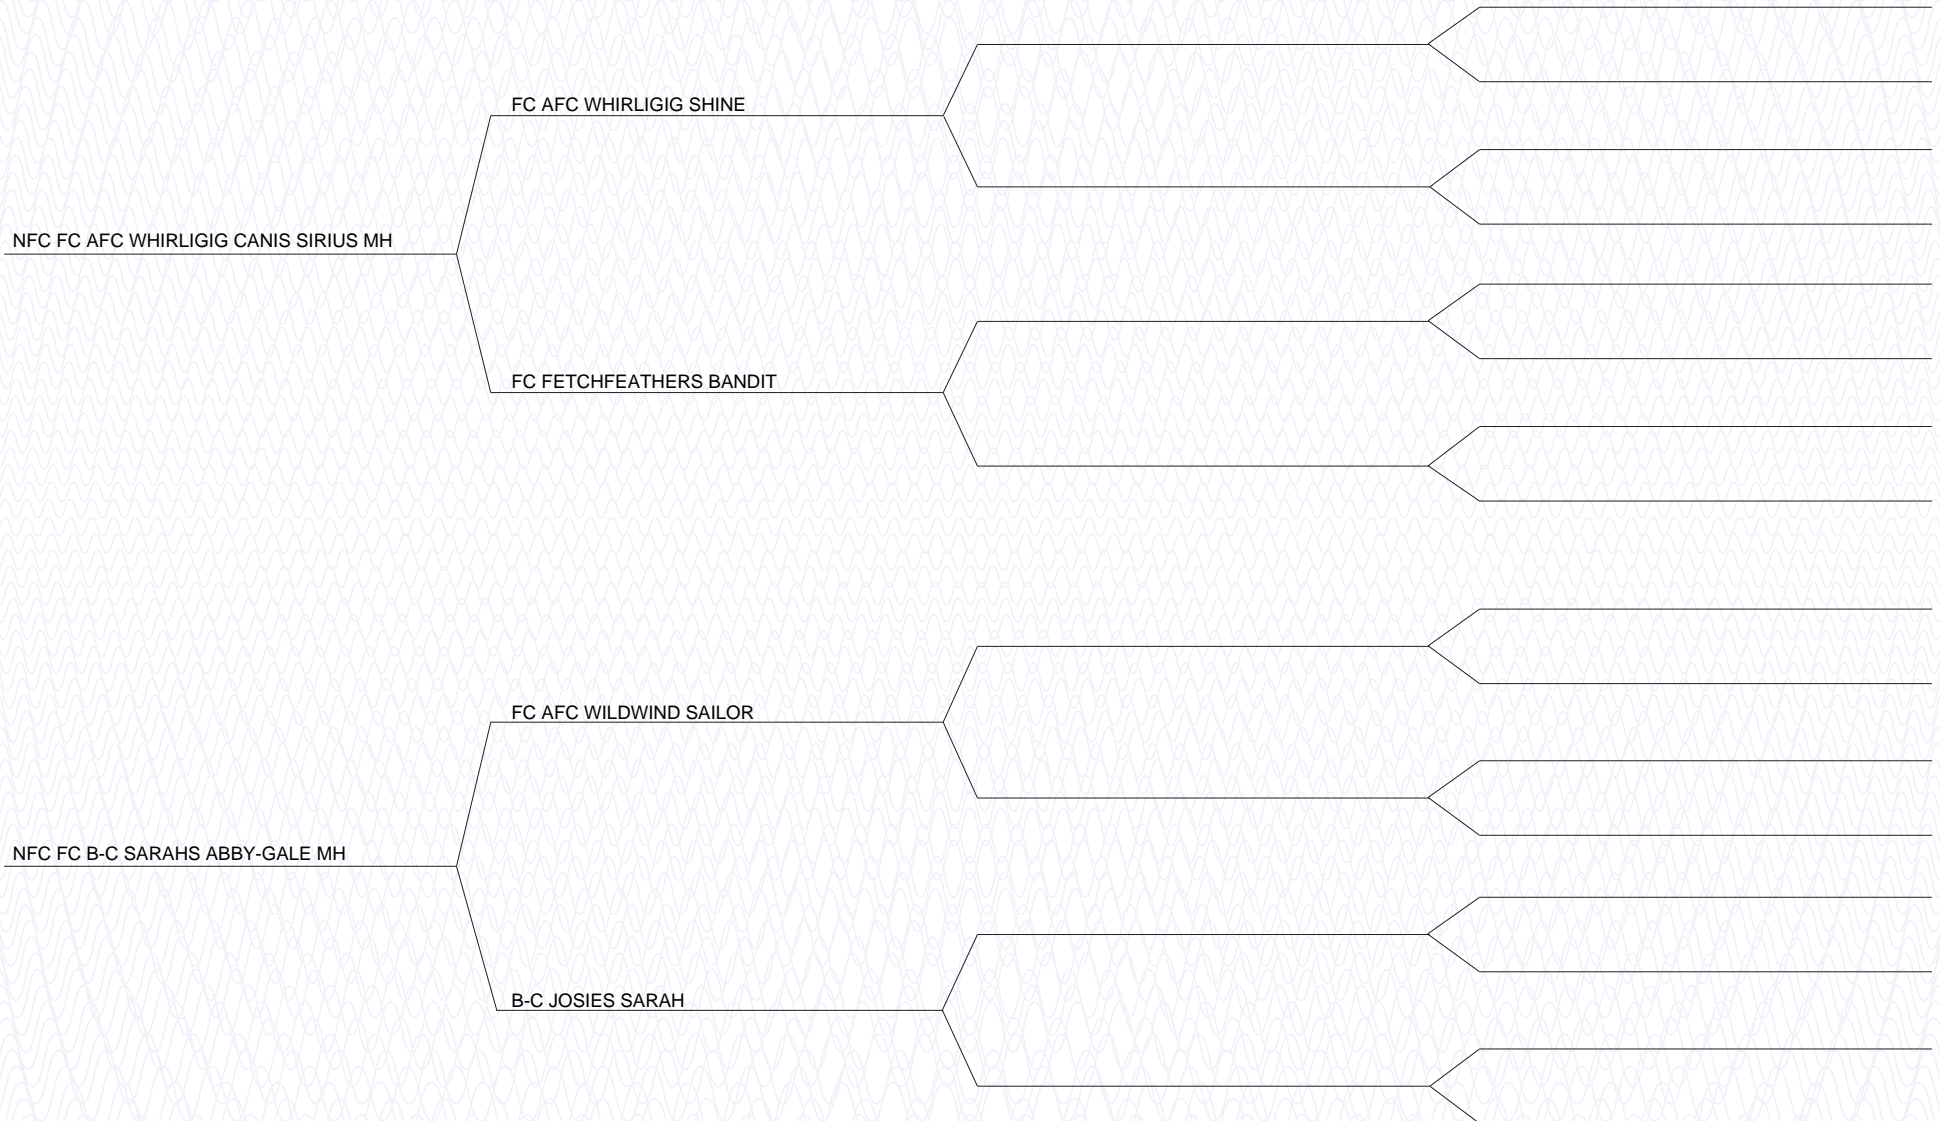 FC AFC WHIRLIGIG SHINE
NFC FC AFC WHIRLIGIG CANIS SIRIUS MH
FC FETCHFEATHERS BANDIT
FC AFC WILDWIND SAILOR
NFC FC B-C SARAHS ABBY-GALE MH
B-C JOSIES SARAH